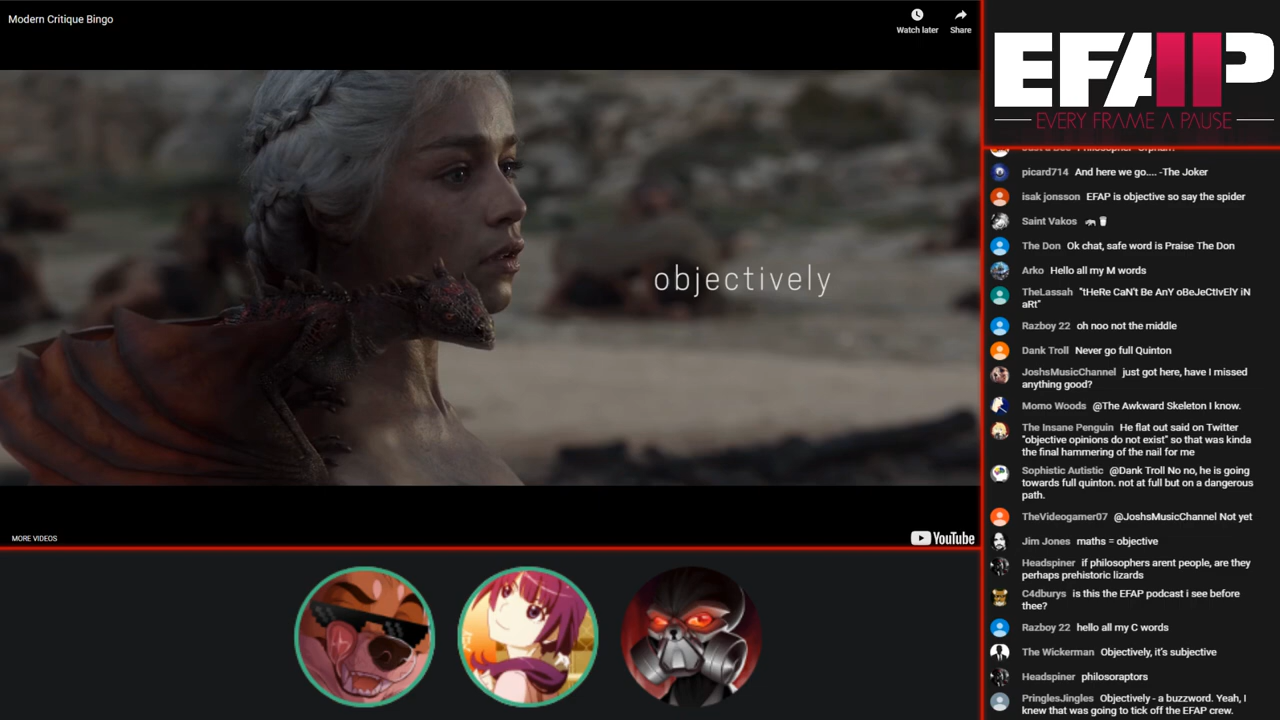 Modern Critique Bingo
Watch later
Share
objectively
MORE VIDEOS
YouTube
EFAP
EVERY FRAME A PAUSE
picard714 And here we go.... -The Joker
isak jonsson EFAP is objective so say the spider
Saint Vakos
The Don Ok chat, safe word is Praise The Don
Arko Hello all my M words
TheLassah "tHeRe CaN't Be AnY oBeJeCtIvElY iN
aRt"
Razboy 22 oh noo not the middle
Dank Troll Never go full Quinton
JoshsMusicChannel just got here, have I missed
anything good?
Momo Woods @The Awkward Skeleton I know.
The Insane Penguin He flat out said on Twitter
"objective opinions do not exist" so that was kinda
the final hammering of the nail for me
Sophistic Autistic @Dank Troll No no, he is going
towards full quinton. not at full but on a dangerous
path.
TheVideogamer07 @JoshsMusicChannel Not yet
Jim Jones maths = objective
Headspiner if philosophers arent people, are they
perhaps prehistoric lizards
C4dburys is this the EFAP podcast i see before
thee?
Razboy 22 hello all my C words
The Wickerman Objectively, it's subjective
Headspiner philosoraptors
PringlesJingles Objectively - a buzzword. Yeah, I
knew that was going to tick off the EFAP crew.